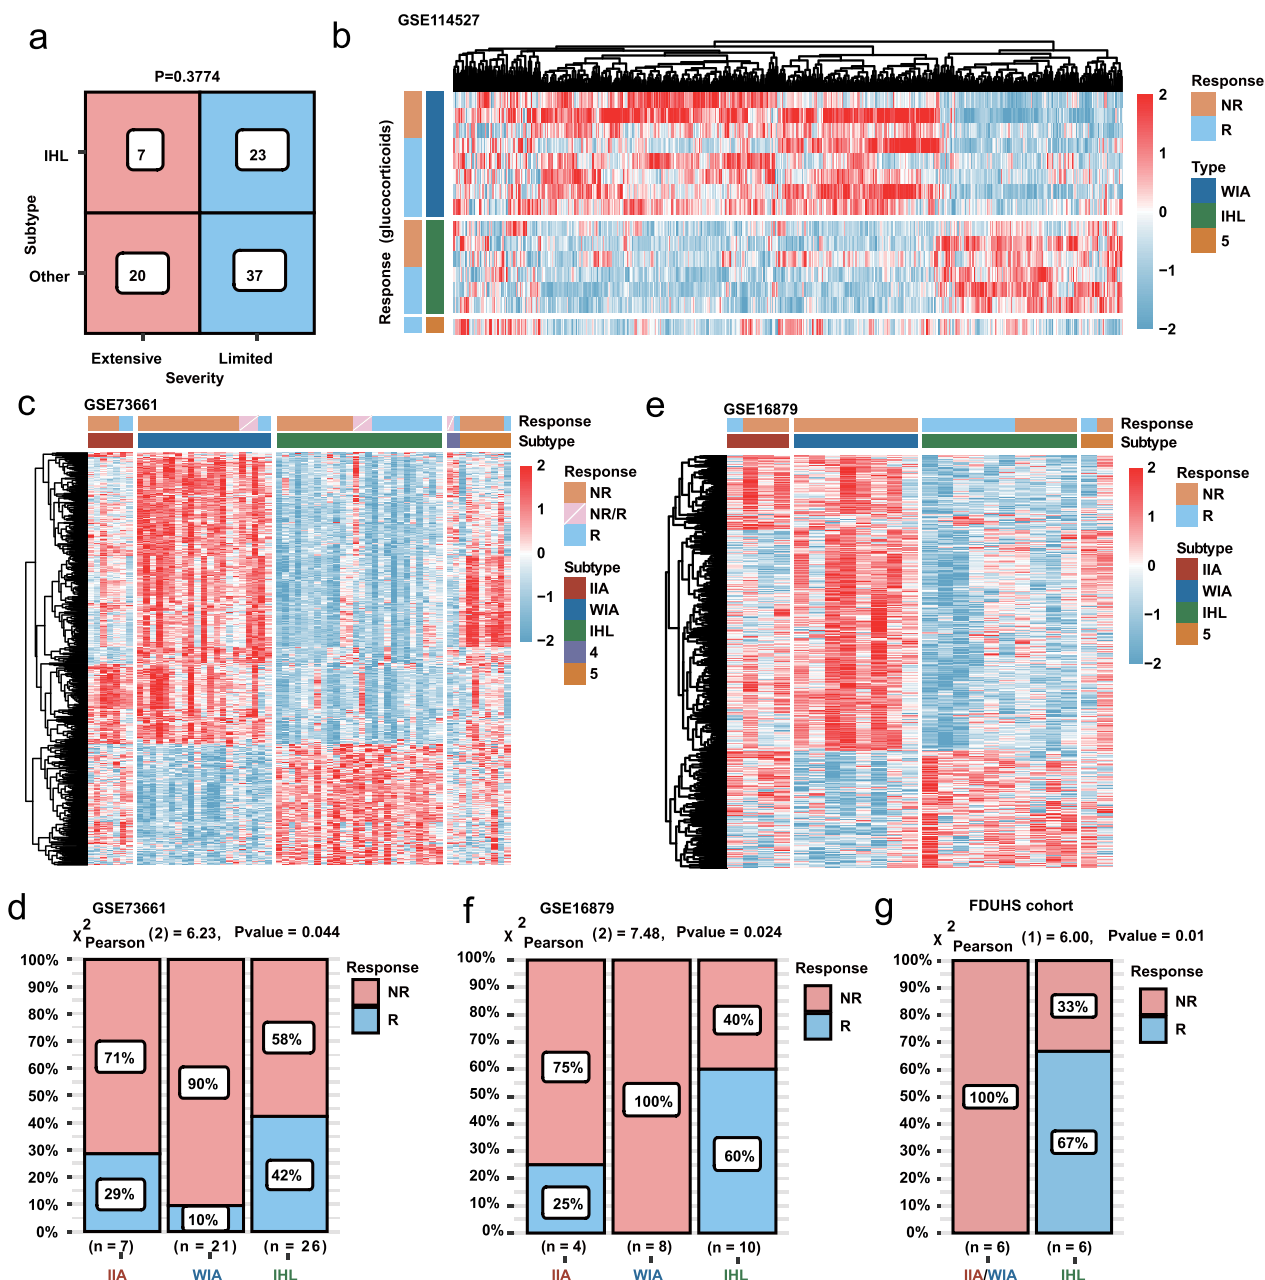 a
P=0.3774
IHL
7
23
Subtype
Other
20
37
Extensive
Limited
Severity
b
GSE114527
Response (glucocorticoids)
2
1
0
−1
−2
Response
NR
R
Type
WIA
IHL
5
c
GSE73661
Response
Subtype
2
1
0
−1
−2
Response
NR
NR/R
R
Subtype
IIA
WIA
IHL
4
5
e
GSE16879
Response
Subtype
2
1
0
−1
−2
Response
NR
R
Subtype
IIA
WIA
IHL
5
d
GSE73661
χ2Pearson (2) = 6.23, Pvalue = 0.044
100%
90%
80%
70%
60%
50%
40%
30%
20%
10%
0%
71%
29%
90%
10%
58%
42%
(n = 7)
(n = 21)
(n = 26)
IIA
WIA
IHL
Response
NR
R
f
GSE16879
χ2Pearson (2) = 7.48, Pvalue = 0.024
100%
90%
80%
70%
60%
50%
40%
30%
20%
10%
0%
75%
25%
100%
40%
60%
(n = 4)
(n = 8)
(n = 10)
IIA
WIA
IHL
Response
NR
R
g
FDUHS cohort
χ2Pearson (1) = 6.00, Pvalue = 0.01
100%
90%
80%
70%
60%
50%
40%
30%
20%
10%
0%
100%
33%
67%
(n = 6)
(n = 6)
IIA/WIA
IHL
Response
NR
R